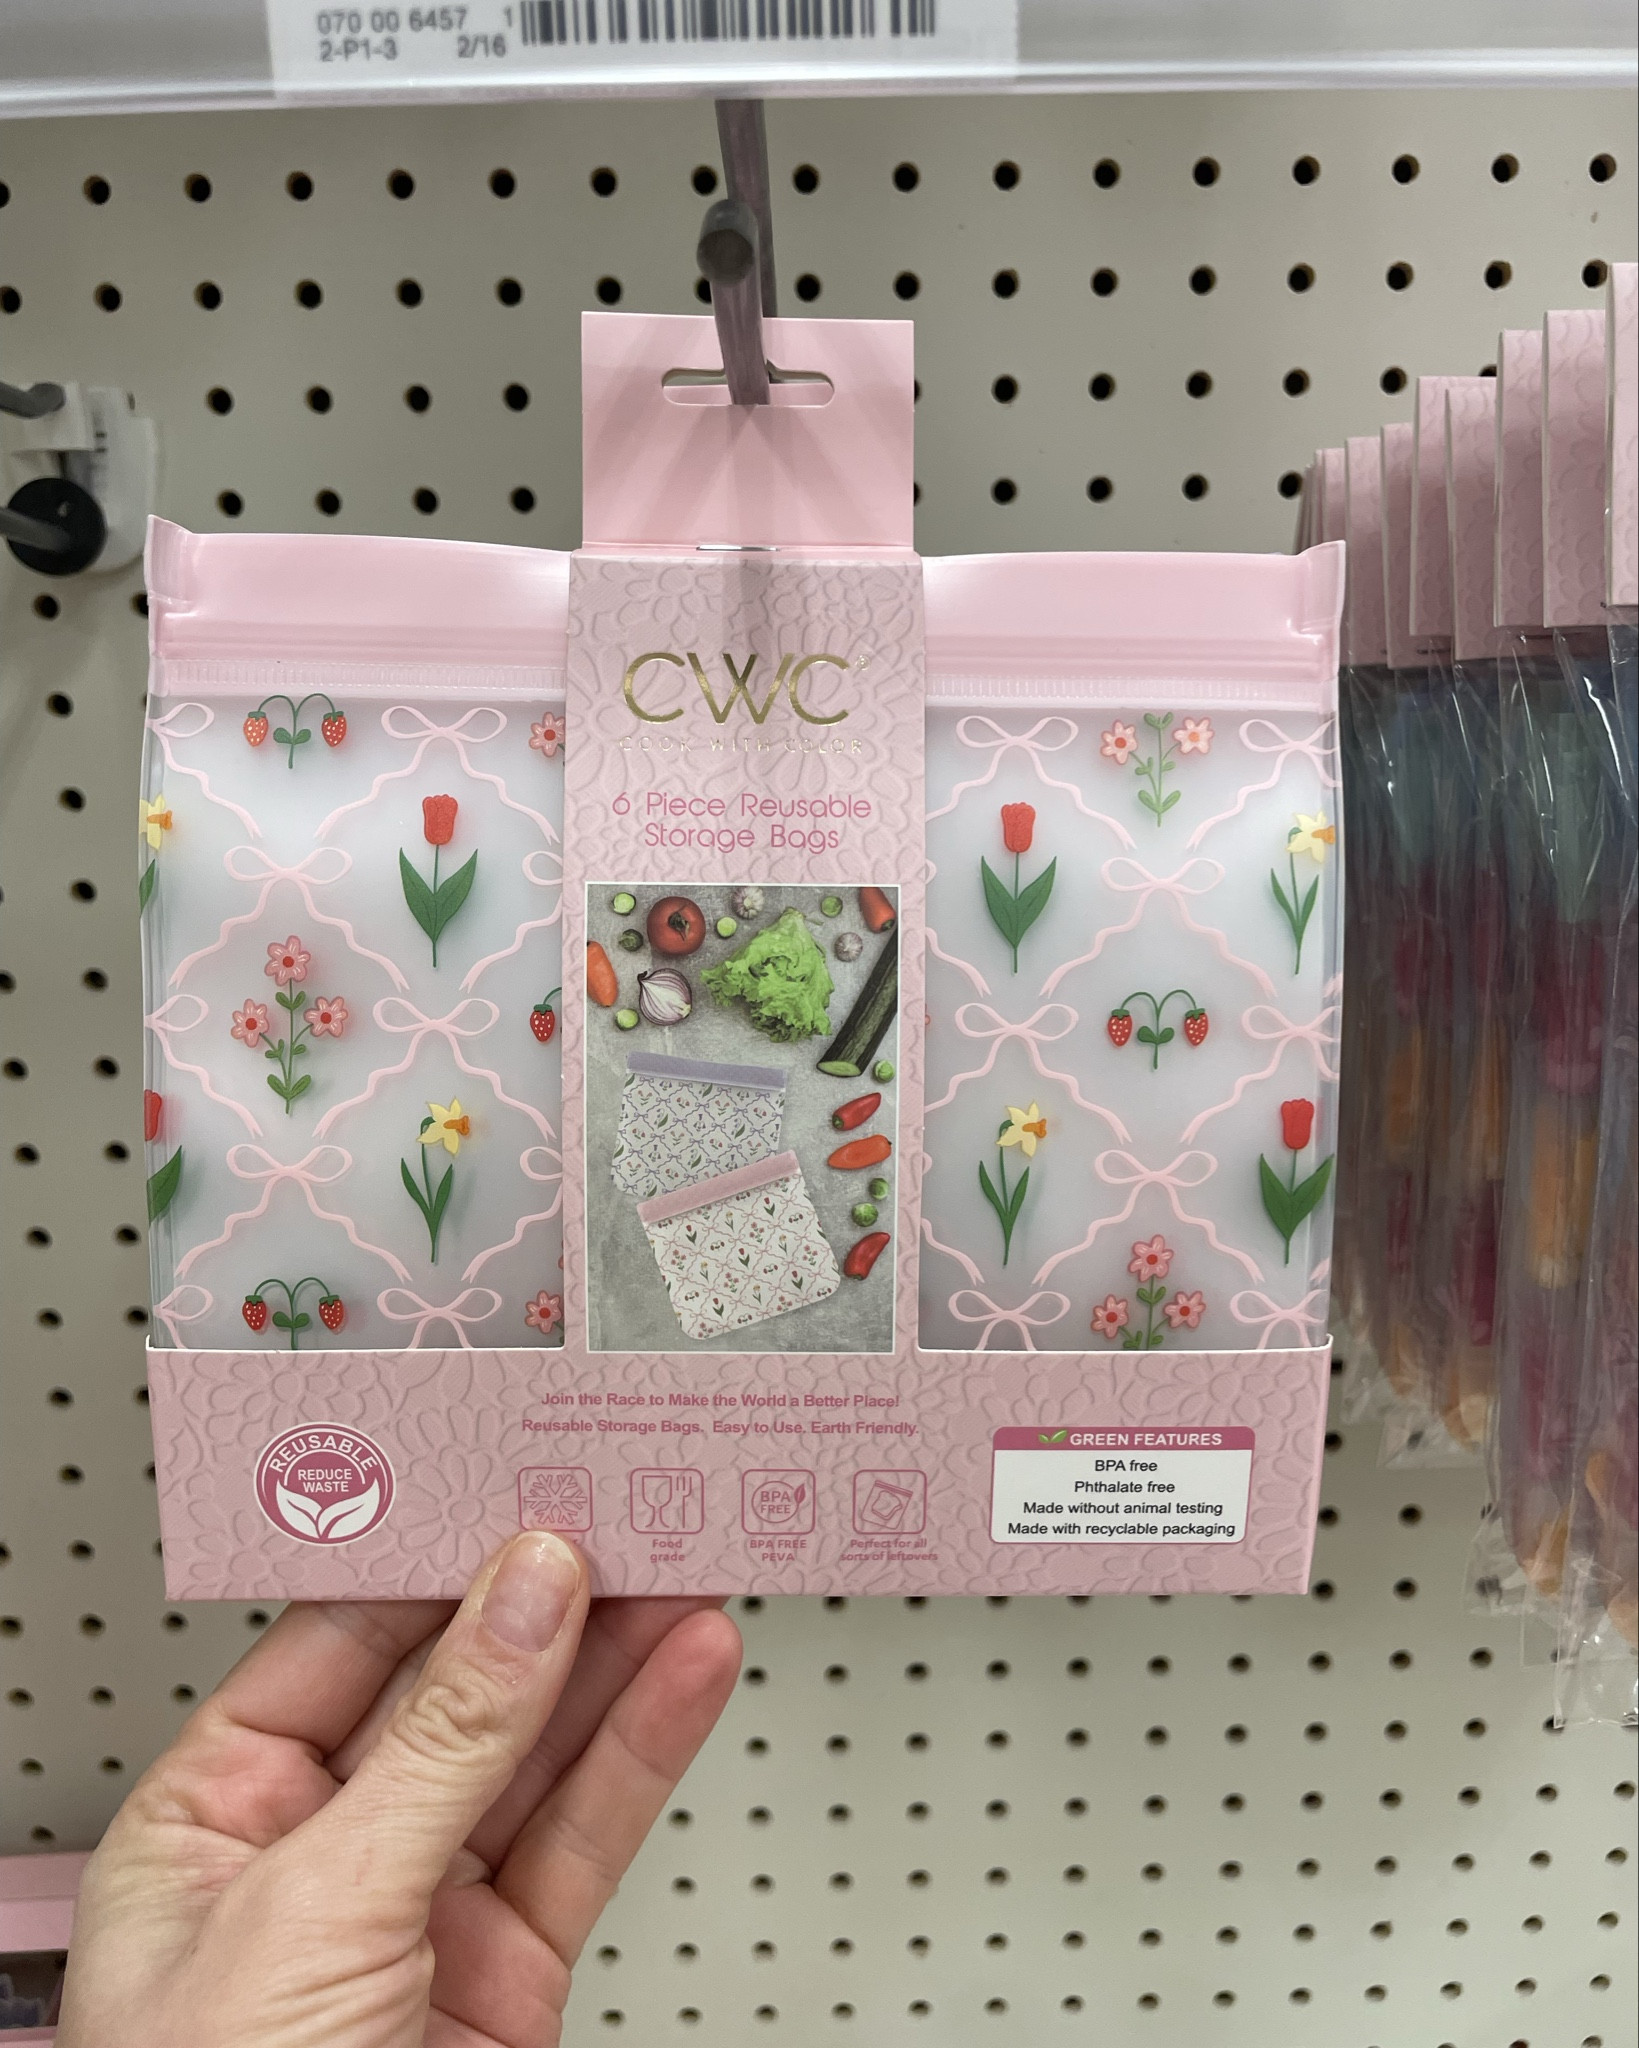 070 00 6457 1
2-P1-3 2/16
CWC®
COOK WITH COLOR
6 Piece Reusable
Storage Bags
Join the Race to Make the World a Better Place!
Reusable Storage Bags. Easy to Use. Earth Friendly.
REUSABLE
REDUCE
WASTE
Food
grade
BPA
FREE
BPA FREE
PEVA
Perfect for all
sorts of leftovers
GREEN FEATURES
BPA free
Phthalate free
Made without animal testing
Made with recyclable packaging